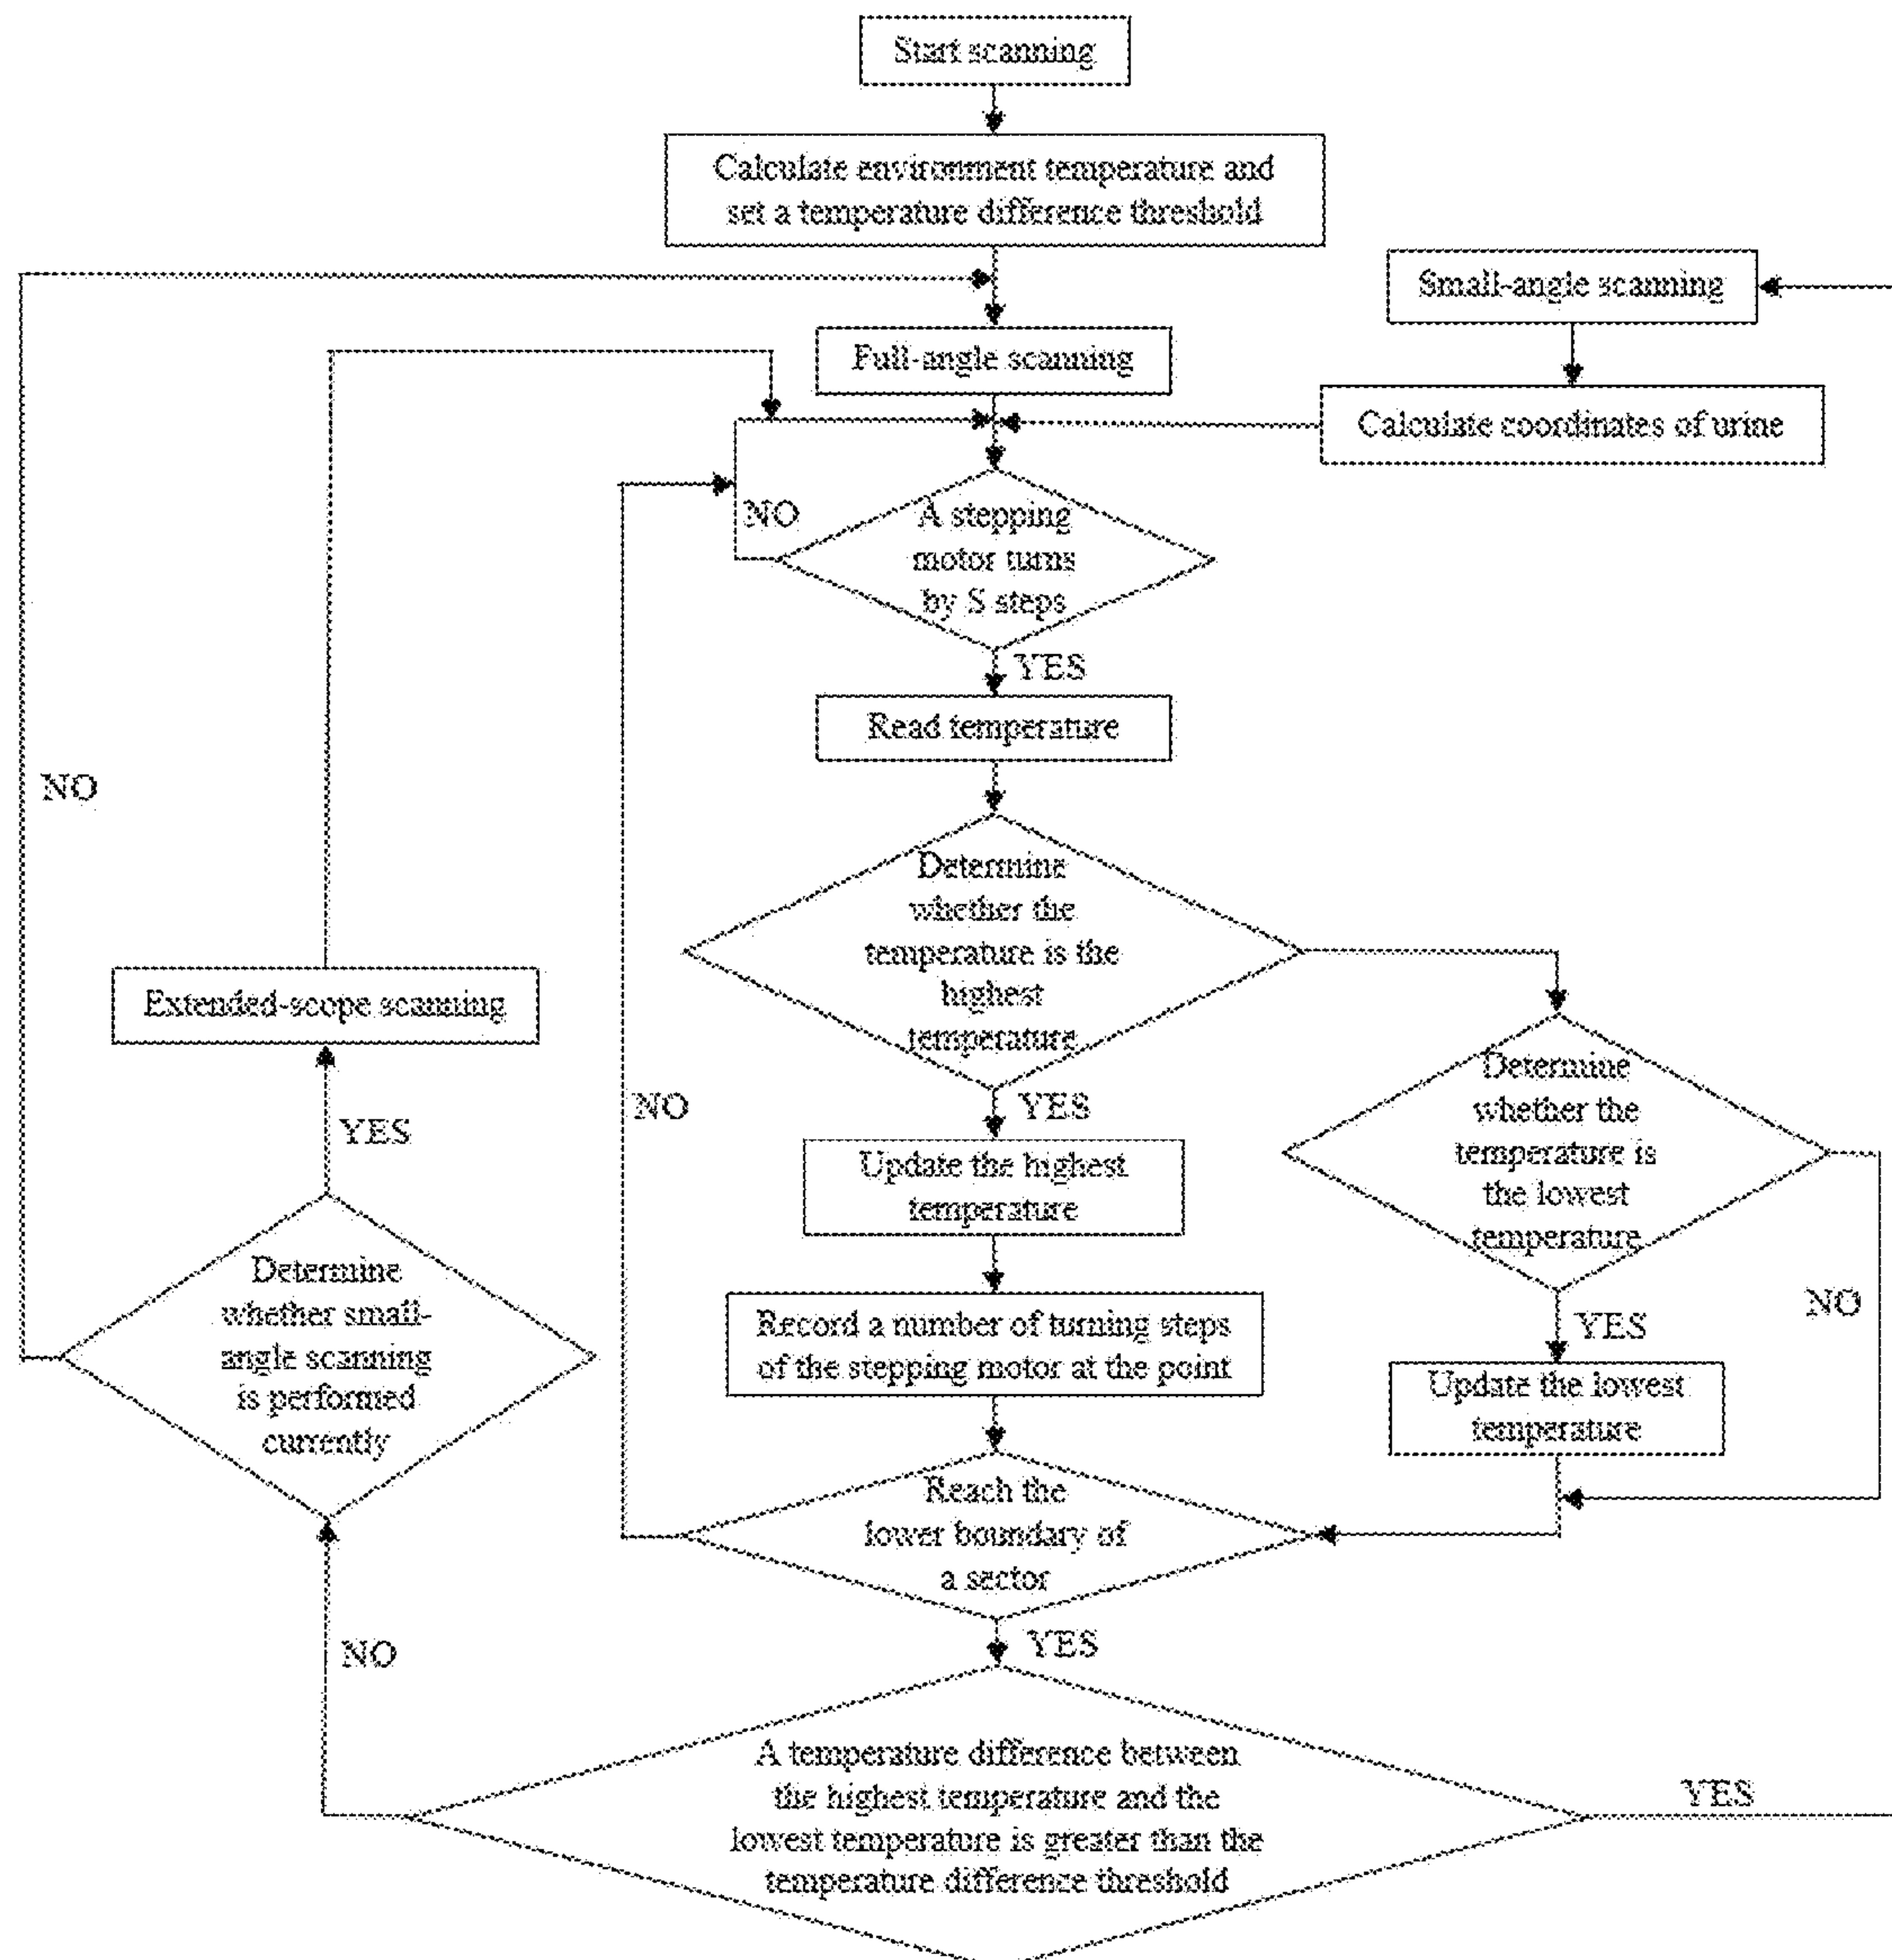 Start scanning
Calculate environment temperature and
set a temperature difference threshold
Small-angle scanning
Full-angle scanning
Calculate coordinates of urine
NO
A stepping
motor turns
by S steps
YES
Read temperature
NO
Determine
whether the
temperature is the
highest
temperature
Extended-scope scanning
Determine
whether the
temperature is
the lowest
temperature
NO
YES
YES
Update the highest
temperature
Determine
whether small-
angle scanning
is performed
currently
NO
YES
Record a number of turning steps
of the stepping motor at the point
Update the lowest
temperature
Reach the
lower boundary of
a sector
NO
YES
A temperature difference between
the highest temperature and the
lowest temperature is greater than the
temperature difference threshold
YES